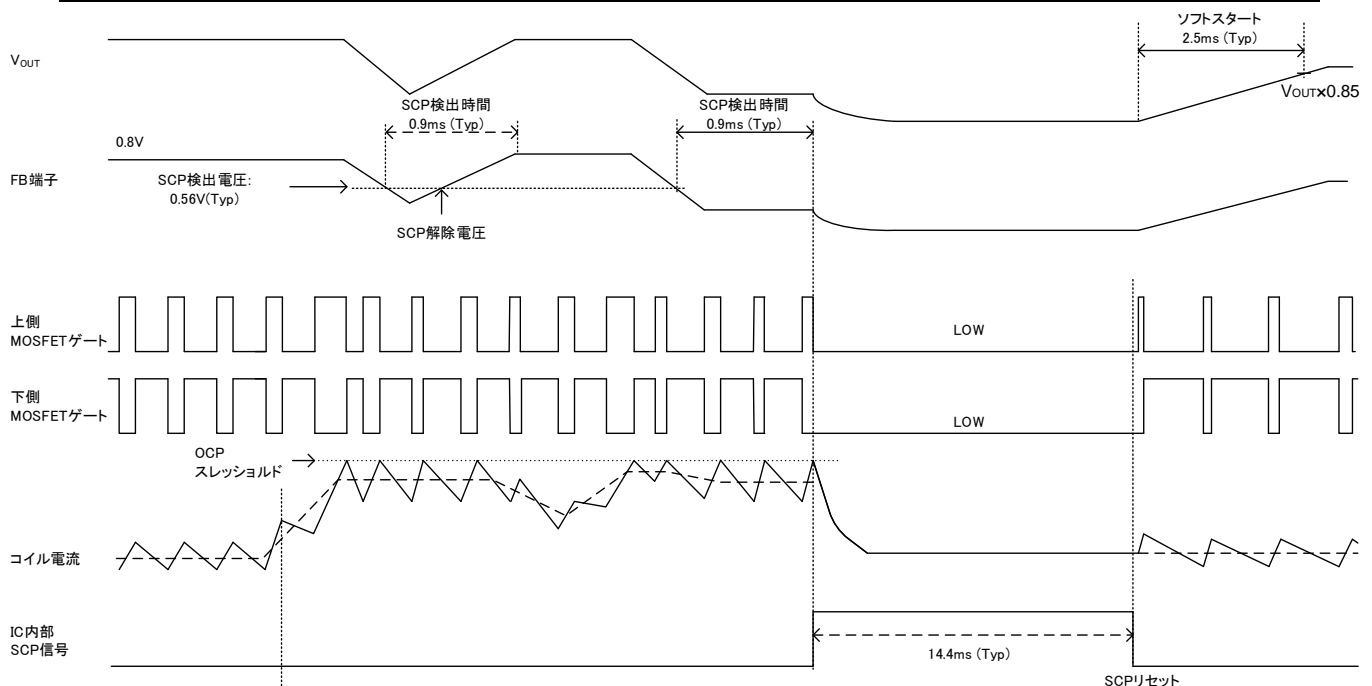 ソフトスタート
2.5ms (Typ)
VOUT
VOUT×0.85
SCP検出時間
0.9ms (Typ)
SCP検出時間
0.9ms (Typ)
0.8V
FB端子
SCP検出電圧:
0.56V(Typ)
SCP解除電圧
上側
MOSFETゲート
LOW
下側
MOSFETゲート
LOW
OCP
スレッショルド
コイル電流
IC内部
SCP信号
14.4ms (Typ)
SCPリセット